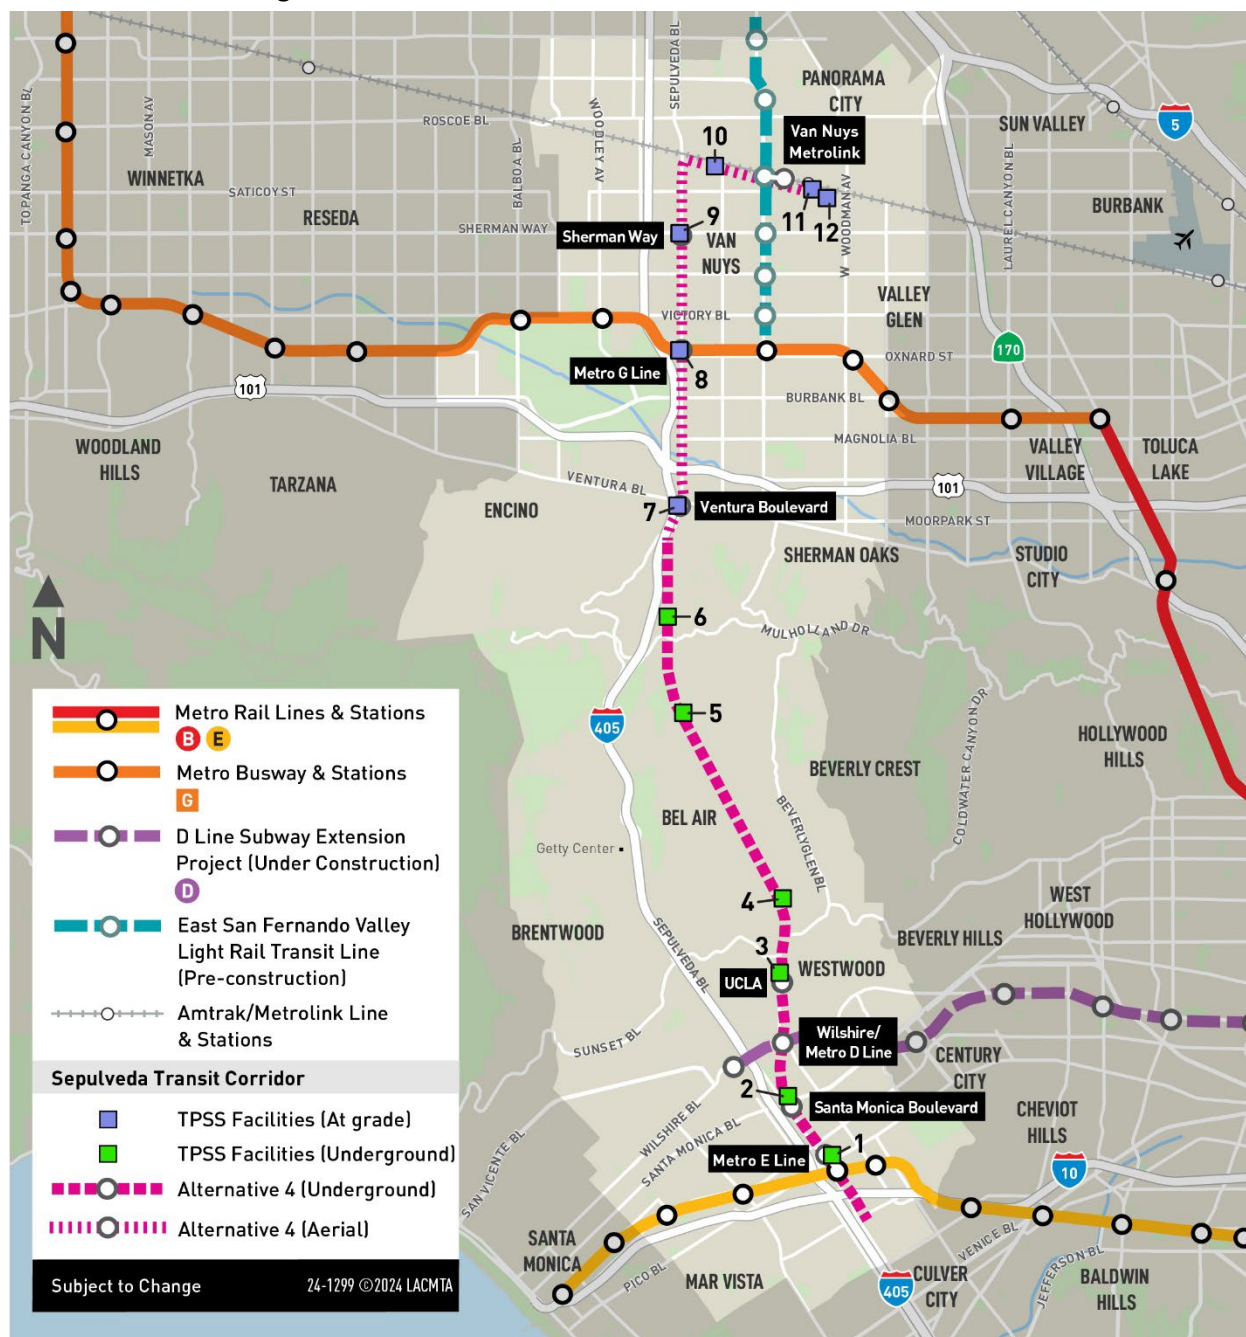 TOPANGA CANYON BL
MASON AV
WINNETKA
ROSCOE BL
SATICOY ST
RESEDA
BALBOA BL
SHERMAN WAY
WOODLEY AV
SEPULVEDA BL
PANORAMA
CITY
Van Nuys
Metrolink
SUN VALLEY
5
LAUREL CANYON BL
BURBANK
10
11
12
W WOODMAN AV
9
Sherman Way
VAN
NUYS
VICTORY BL
VALLEY
GLEN
OXNARD ST
170
Metro G Line
8
101
BURBANK BL
MAGNOLIA BL
WOODLAND
HILLS
TARZANA
VENTURA BL
VALLEY
VILLAGE
TOLUCA
LAKE
101
ENCINO
7
Ventura Boulevard
MOORPARK ST
SHERMAN OAKS
STUDIO
CITY
N
6
MULHOLLAND DR
405
5
COLDWATER CANYON DR
HOLLYWOOD
HILLS
BEVERLY CREST
BEL AIR
BEVERLYGLEN BL
Getty Center
4
WEST
HOLLYWOOD
BRENTWOOD
SEPULVEDA BL
3
BEVERLY HILLS
WESTWOOD
UCLA
SUNSET BL
Wilshire/
Metro D Line
CENTURY
CITY
2
Santa Monica Boulevard
CHEVIOT
HILLS
WILSHIRE BL
SANTA MONICA BL
SAN VICENTE BL
1
Metro E Line
10
SANTA
MONICA
PICO BL
MAR VISTA
VENICE BL
JEFFERSON BL
405
CULVER
CITY
BALDWIN
HILLS
Metro Rail Lines & Stations
B E
Metro Busway & Stations
G
D Line Subway Extension
Project (Under Construction)
D
East San Fernando Valley
Light Rail Transit Line
(Pre-construction)
Amtrak/Metrolink Line
& Stations
Sepulveda Transit Corridor
TPSS Facilities (At grade)
TPSS Facilities (Underground)
Alternative 4 (Underground)
Alternative 4 (Aerial)
Subject to Change 24-1299 ©2024 LACMTA